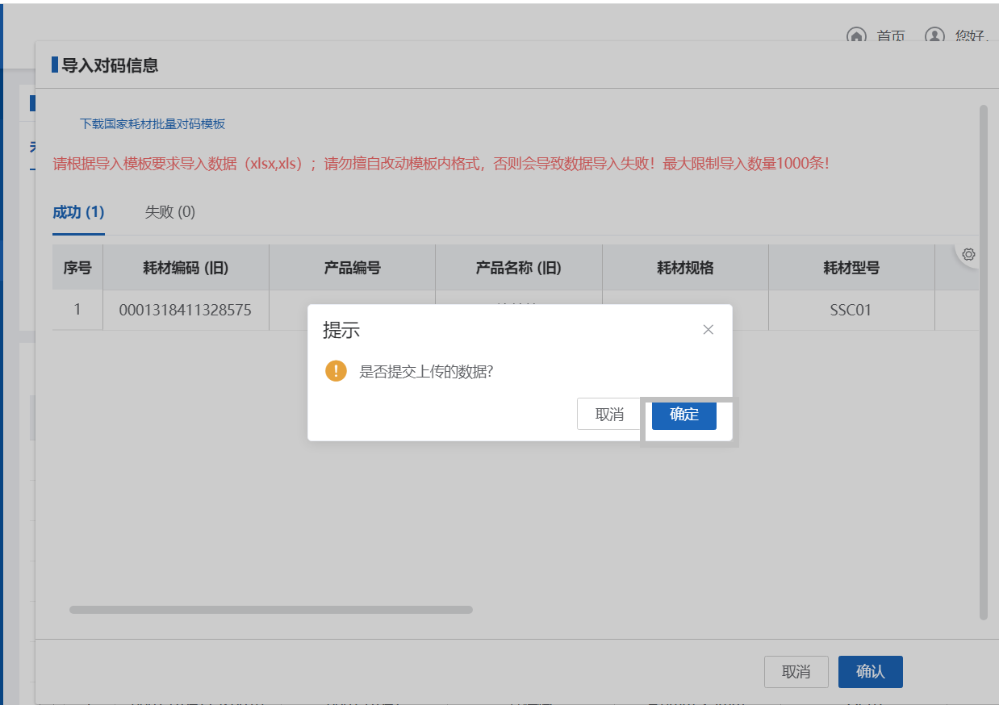 首页 您好,
导入对码信息
下载国家耗材批量对码模板
请根据导入模板要求导入数据（xlsx,xls）；请勿擅自改动模板内格式，否则会导致数据导入失败！最大限制导入数量1000条！
成功 (1) 失败 (0)
序号 耗材编码 (旧) 产品编号 产品名称 (旧) 耗材规格 耗材型号
1 0001318411328575 SSC01
提示
是否提交上传的数据?
取消 确定
取消 确认